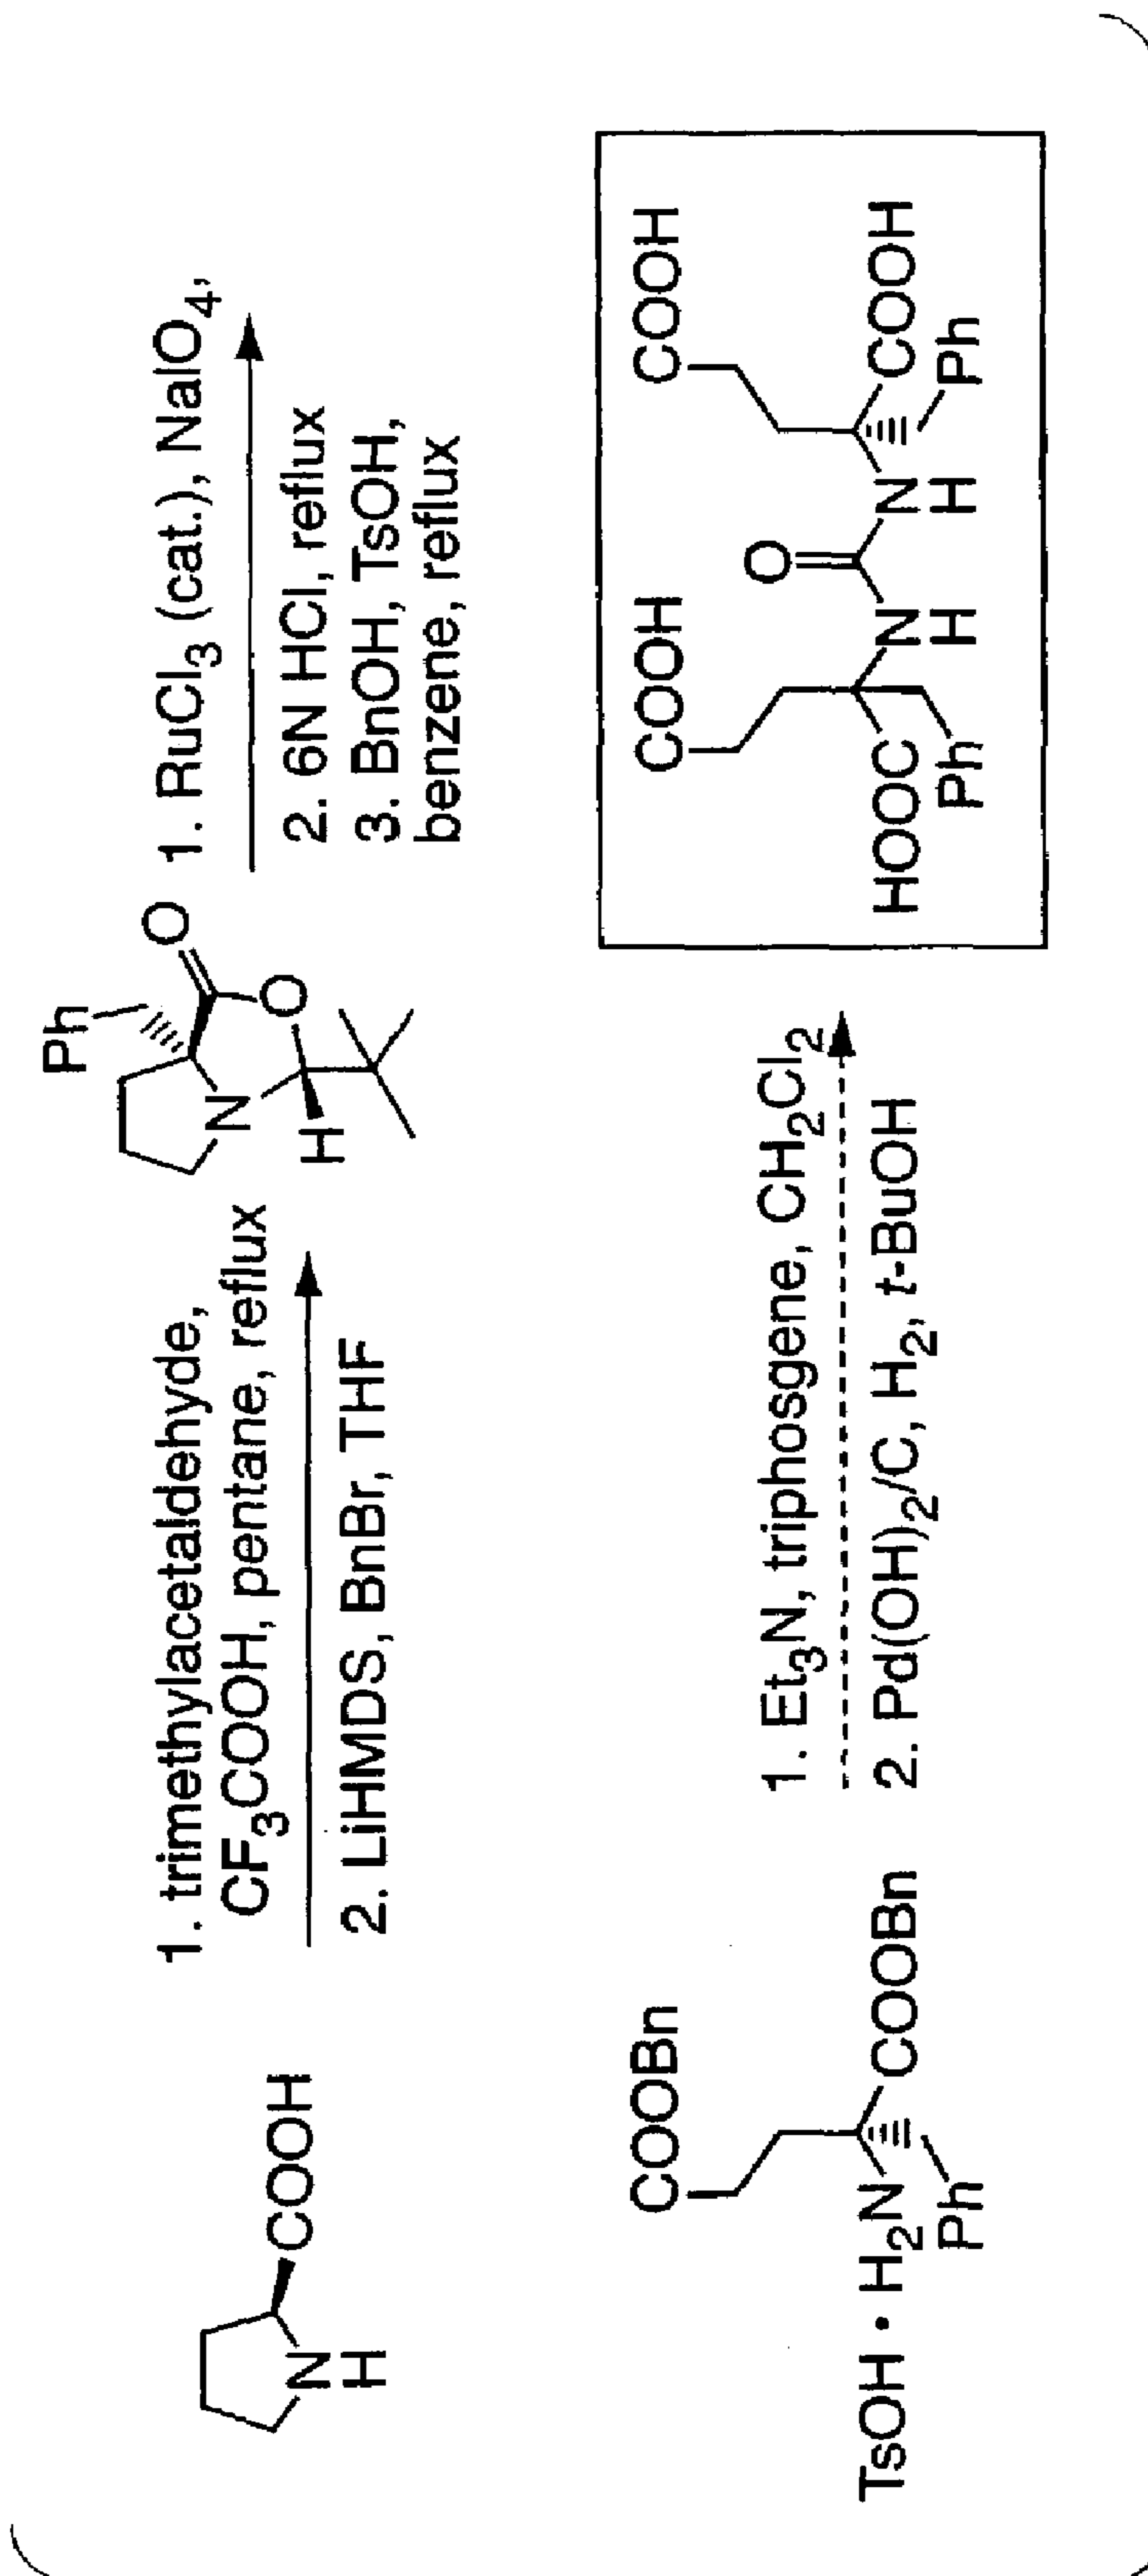 COOH
N
H
1. trimethylacetaldehyde,
CF3COOH, pentane, reflux
2. LiHMDS, BnBr, THF
Ph
O
N
O
H
1. RuCl3 (cat.), NaIO4,
2. 6N HCl, reflux
3. BnOH, TsOH,
benzene, reflux
COOBn
TsOH • H2N COOBn
Ph
1. Et3N, triphosgene, CH2Cl2
2. Pd(OH)2/C, H2, t-BuOH
COOH COOH
O
HOOC N N COOH
Ph H H Ph